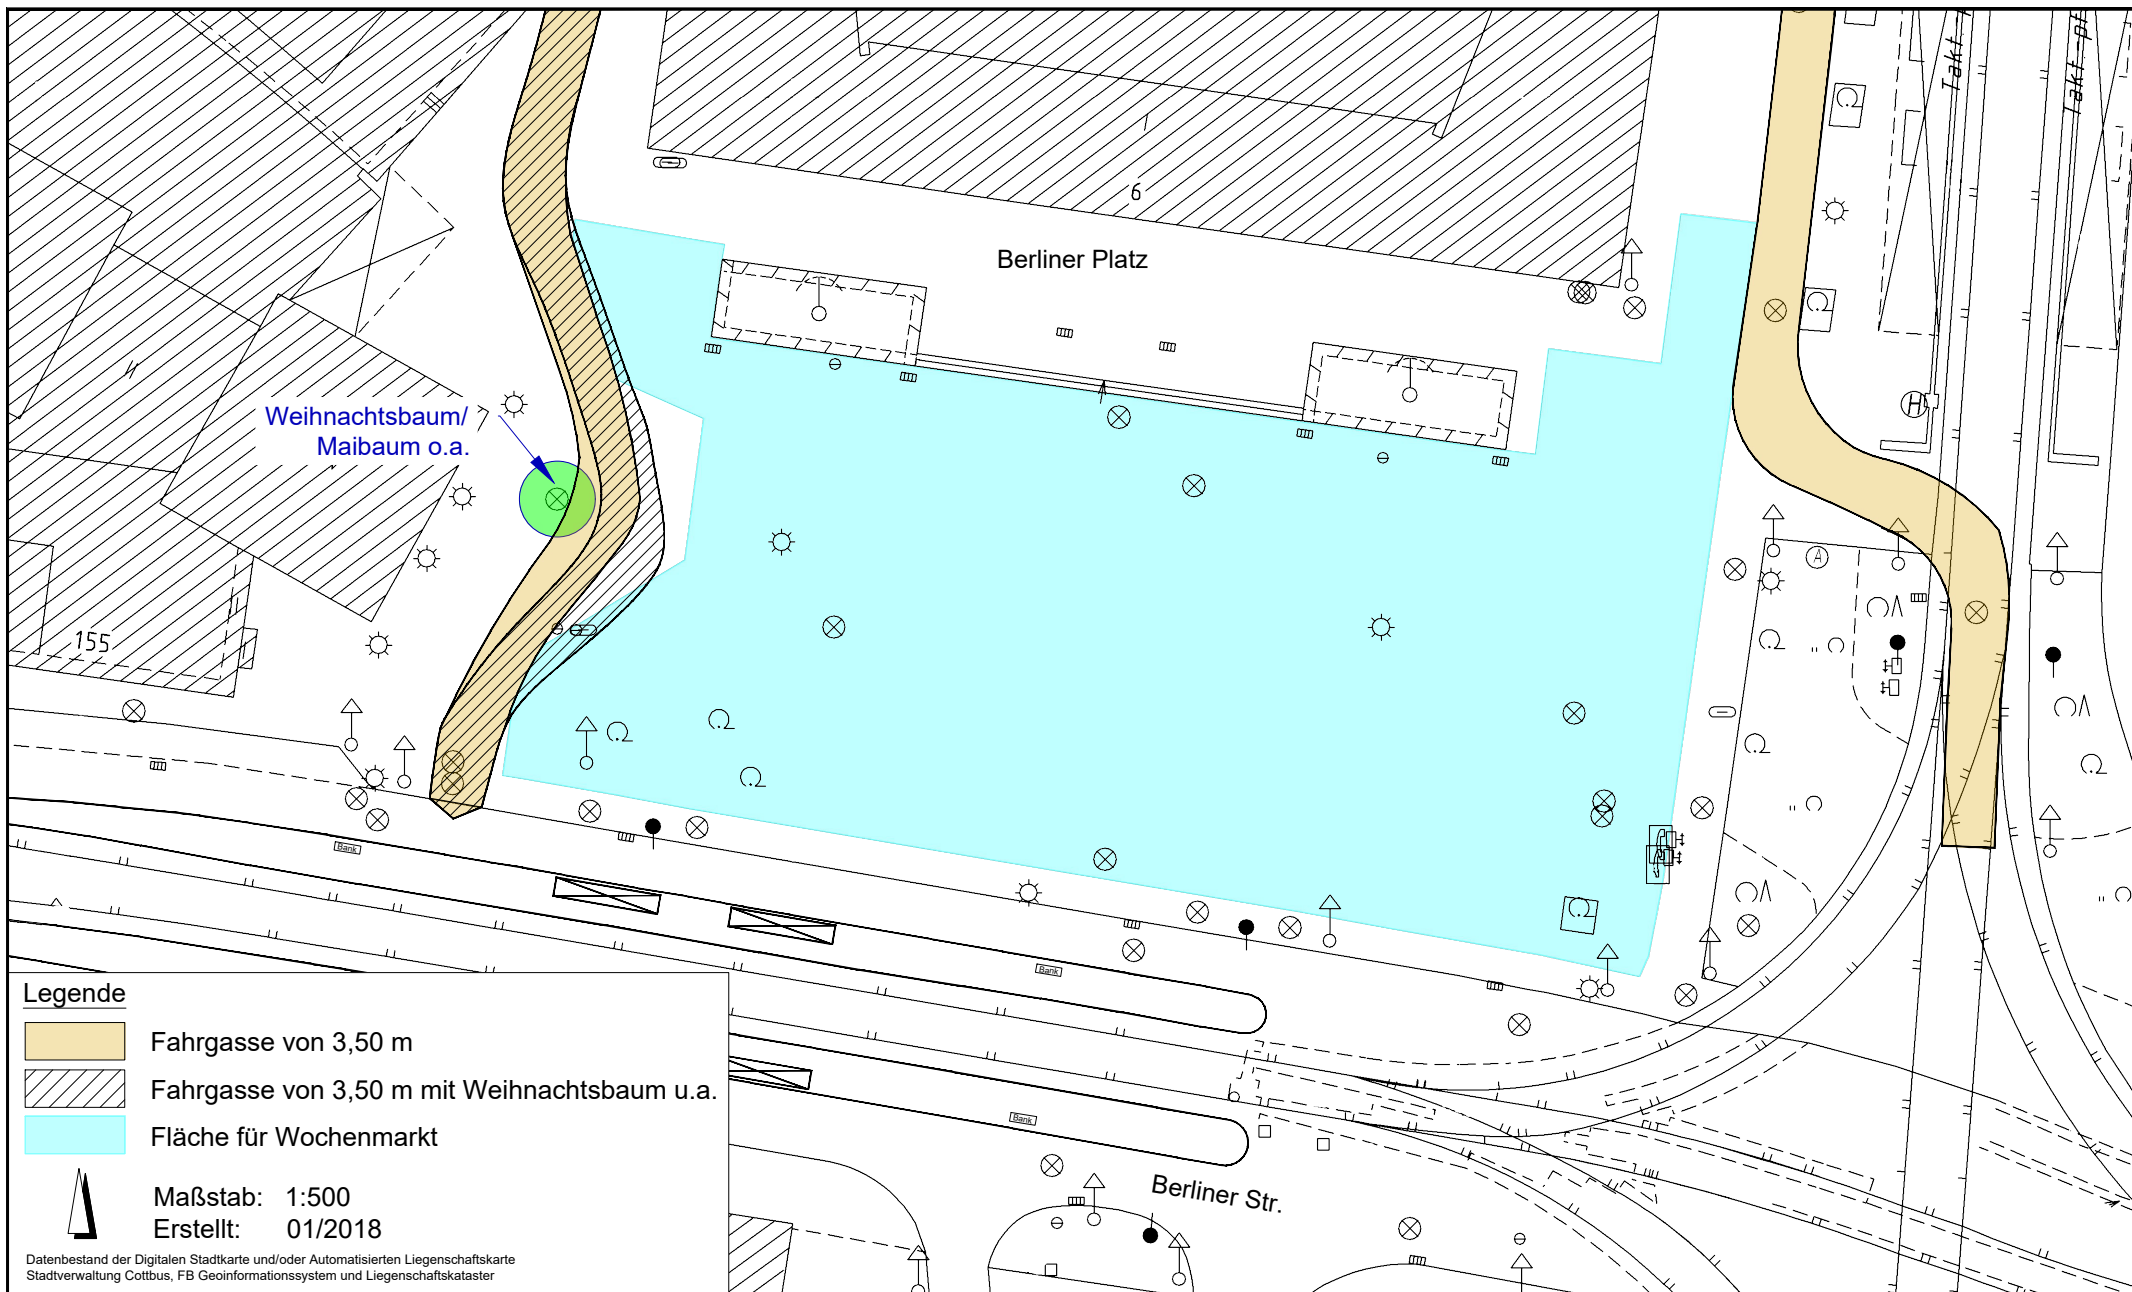 Takt
Takt-pl
6
Berliner Platz
H
Weihnachtsbaum/
Maibaum o.a.
A
155
Bank
Bank
Bank
Berliner Str.
Legende
Fahrgasse von 3,50 m
Fahrgasse von 3,50 m mit Weihnachtsbaum u.a.
Fläche für Wochenmarkt
Maßstab: 1:500
Erstellt: 01/2018
Datenbestand der Digitalen Stadtkarte und/oder Automatisierten Liegenschaftskarte
Stadtverwaltung Cottbus, FB Geoinformationssystem und Liegenschaftskataster